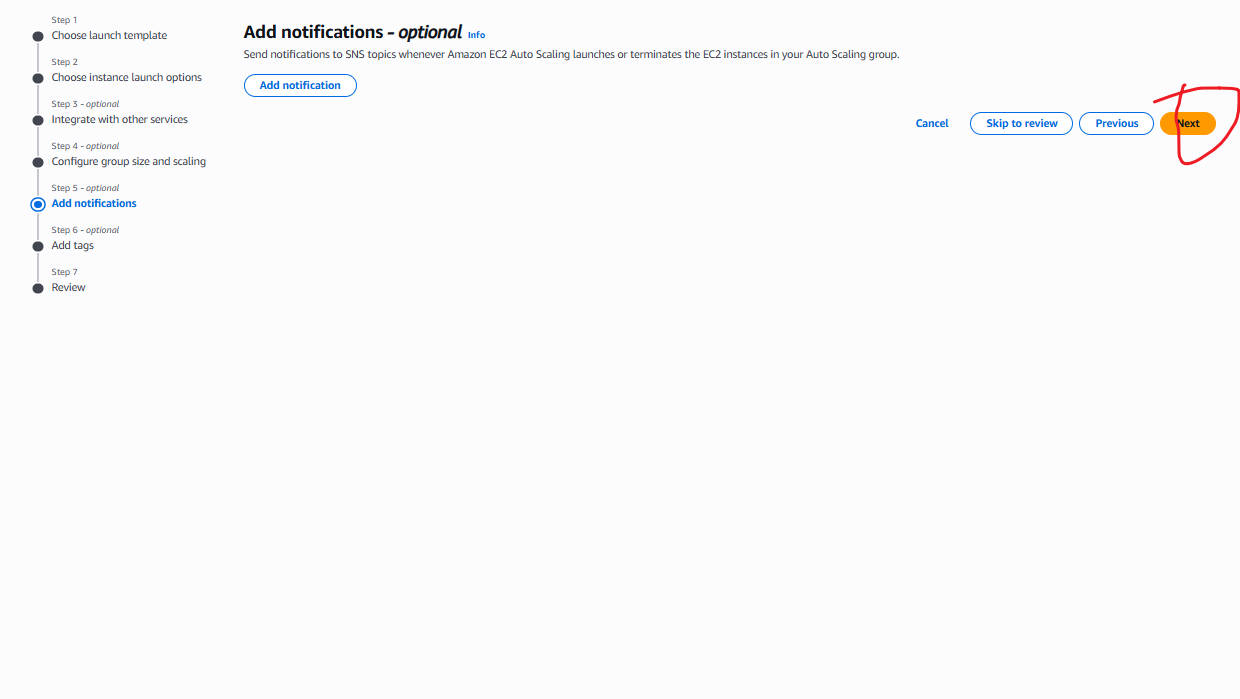 Step 1
Choose launch template
Step 2
Choose instance launch options
Step 3 - optional
Integrate with other services
Step 4 - optional
Configure group size and scaling
Step 5 - optional
Add notifications
Step 6 - optional
Add tags
Step 7
Review
Add notifications - optional Info
Send notifications to SNS topics whenever Amazon EC2 Auto Scaling launches or terminates the EC2 instances in your Auto Scaling group.
Add notification
Cancel Skip to review Previous Next